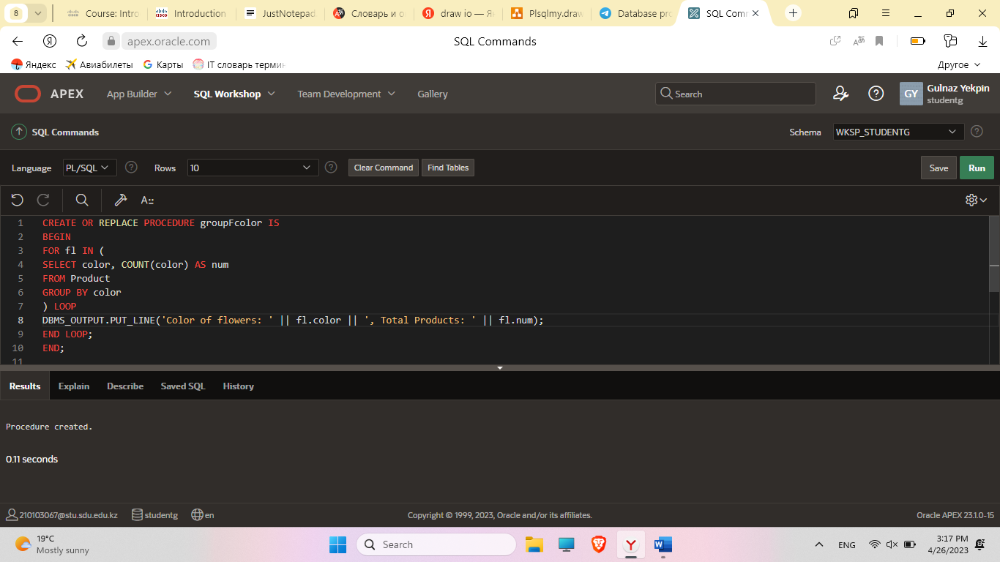 8
Course: Intro
Introduction
JustNotepad
Словарь и о
draw io — Як
Plsqlmy.draw
Database pro
SQL Comm
apex.oracle.com
SQL Commands
Яндекс
Авиабилеты
Карты
IT словарь термин
Другое
APEX
App Builder
SQL Workshop
Team Development
Gallery
Search
GY
Gulnaz Yekpin
studentg
SQL Commands
Schema
WKSP_STUDENTG
Language
PL/SQL
Rows
10
Clear Command
Find Tables
Save
Run
1 CREATE OR REPLACE PROCEDURE groupFcolor IS
2 BEGIN
3 FOR fl IN (
4 SELECT color, COUNT(color) AS num
5 FROM Product
6 GROUP BY color
7 ) LOOP
8 DBMS_OUTPUT.PUT_LINE('Color of flowers: ' || fl.color || ', Total Products: ' || fl.num);
9 END LOOP;
10 END;
11
Results
Explain
Describe
Saved SQL
History
Procedure created.
0.11 seconds
210103067@stu.sdu.edu.kz
studentg
en
Copyright © 1999, 2023, Oracle and/or its affiliates.
Oracle APEX 23.1.0-15
19°C
Mostly sunny
Search
ENG
3:17 PM
4/26/2023